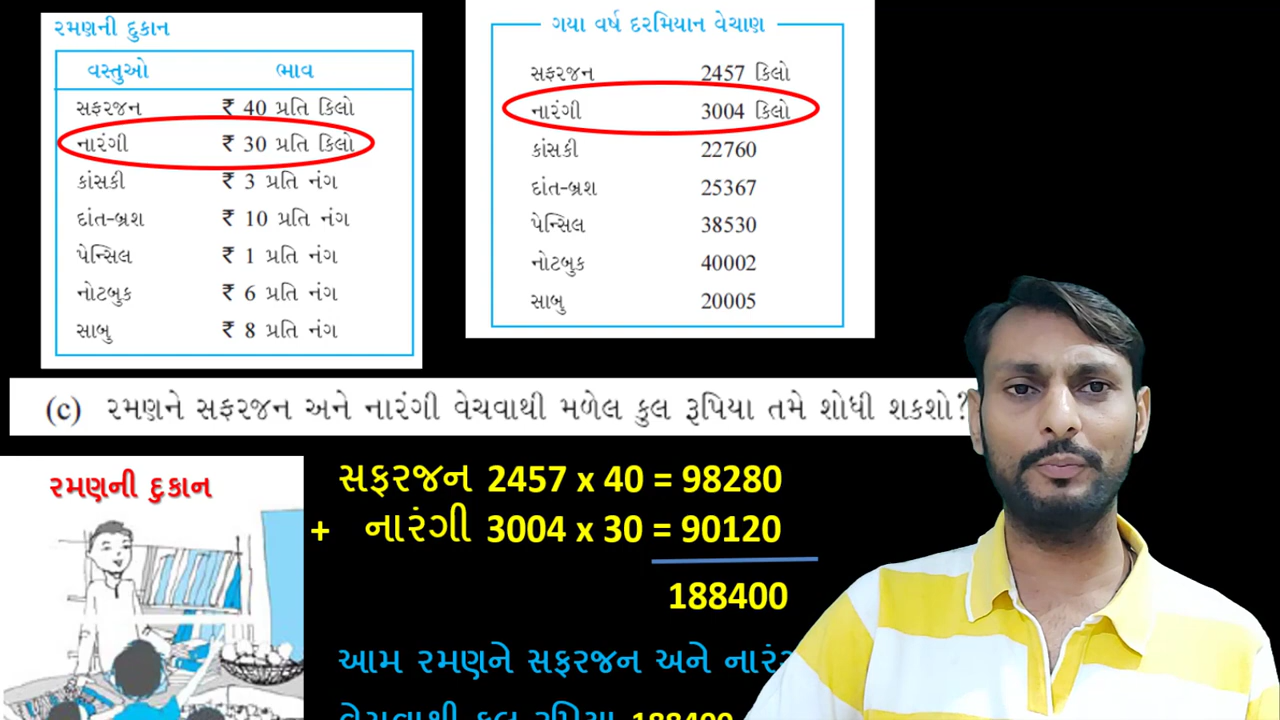 રમણની દુકાન
વસ્તુઓ ભાવ
સફરજન ₹ 40 પ્રતિ કિલો
નારંગી ₹ 30 પ્રતિ કિલો
કાંસકી ₹ 3 પ્રતિ નંગ
દાંત-બ્રશ ₹ 10 પ્રતિ નંગ
પેન્સિલ ₹ 1 પ્રતિ નંગ
નોટબુક ₹ 6 પ્રતિ નંગ
સાબુ ₹ 8 પ્રતિ નંગ
ગયા વર્ષ દરમિયાન વેચાણ
સફરજન 2457 કિલો
નારંગી 3004 કિલો
કાંસકી 22760
દાંત-બ્રશ 25367
પેન્સિલ 38530
નોટબુક 40002
સાબુ 20005
(c) રમણને સફરજન અને નારંગી વેચવાથી મળેલ કુલ રૂપિયા તમે શોધી શકશો?
રમણની દુકાન
સફરજન 2457 x 40 = 98280
+ નારંગી 3004 x 30 = 90120
188400
આમ રમણને સફરજન અને
વેચવાથી કુલ રૂપિયા 188400